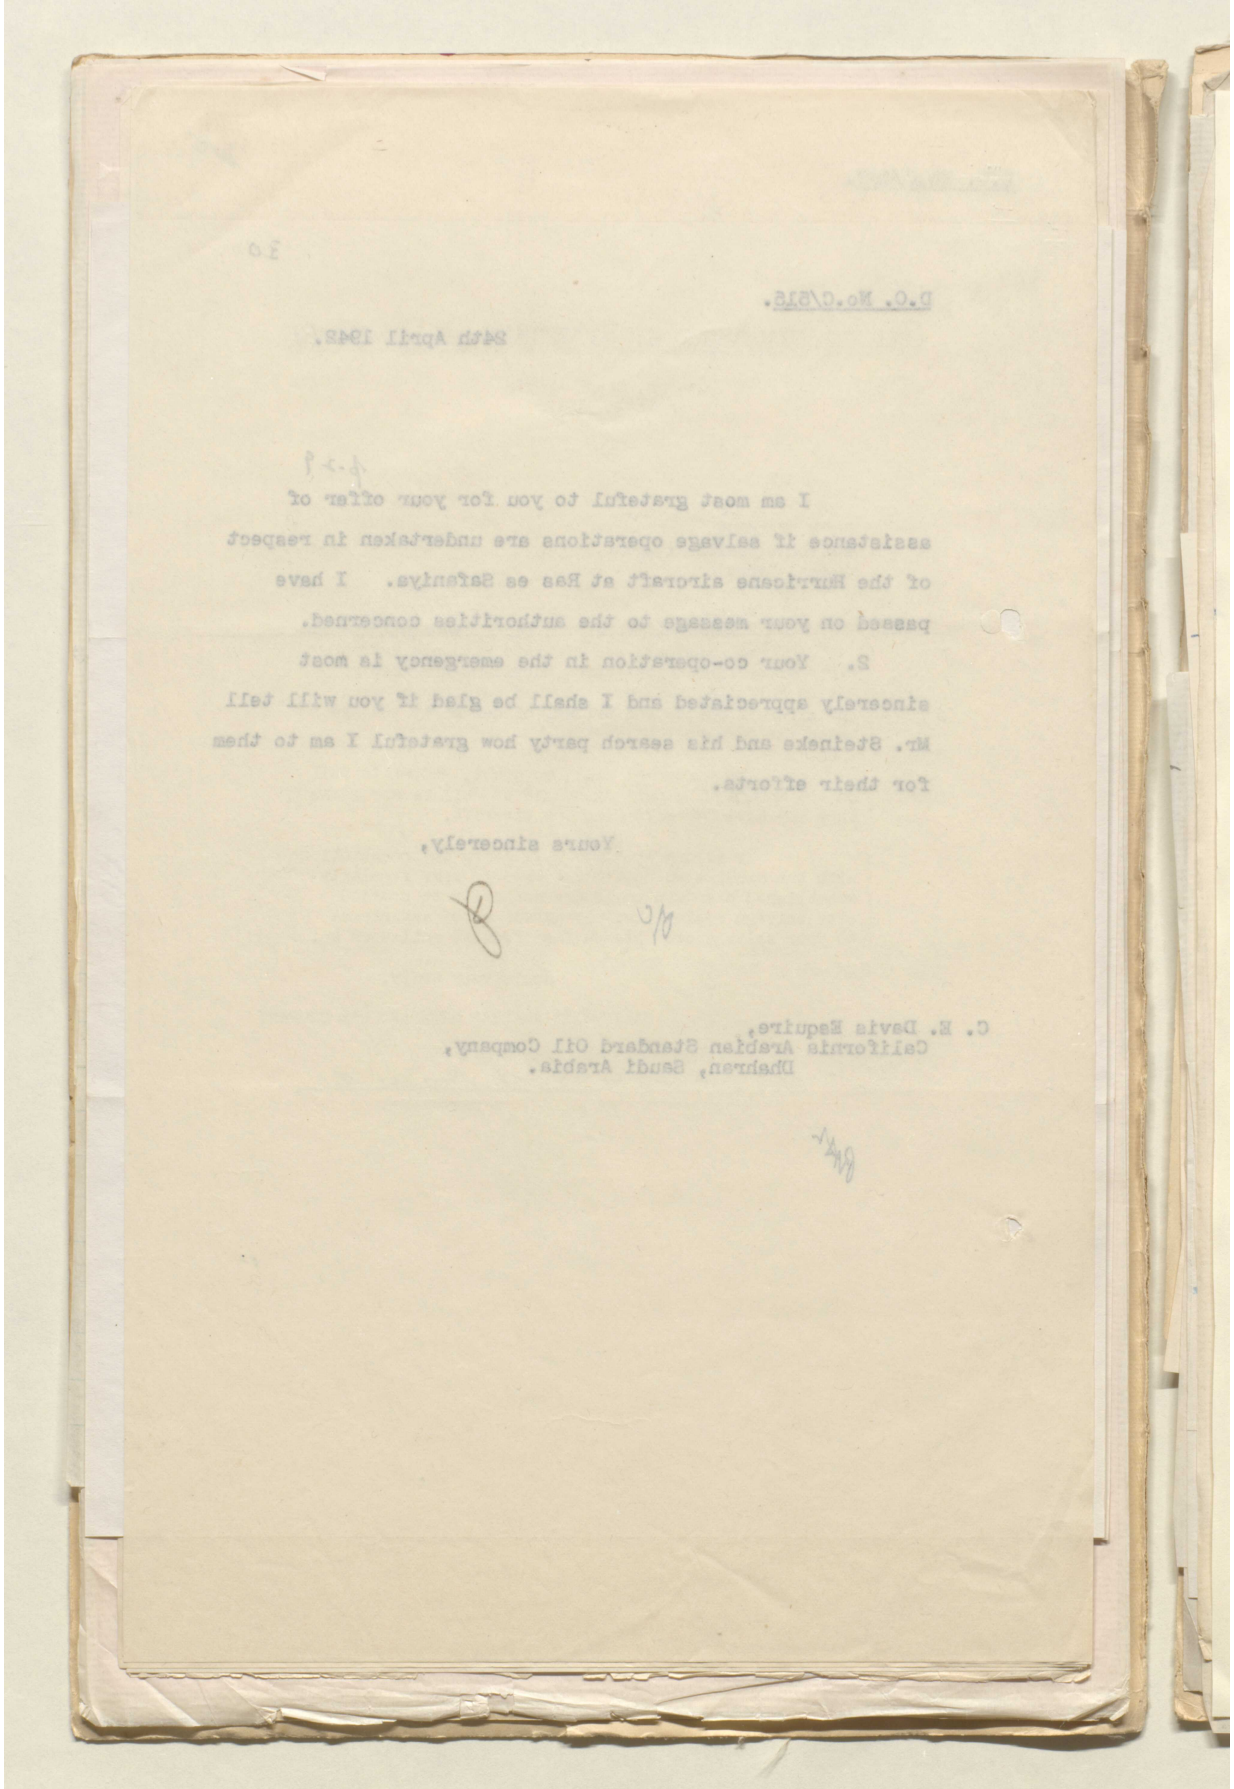 30
D.O. No.C/515.
24th April 1942.
p.29
I am most grateful to you for your offer of
assistance if salvage operations are undertaken in respect
of the Hurricane aircraft at Ras es Safaniya. I have
passed on your message to the authorities concerned.
2. Your co-operation in the emergency is most
sincerely appreciated and I shall be glad if you will tell
Mr. Steineke and his search party how grateful I am to them
for their efforts.
Yours sincerely,
C. E. Davis Esquire,
California Arabian Standard Oil Company,
Dhahran, Saudi Arabia.